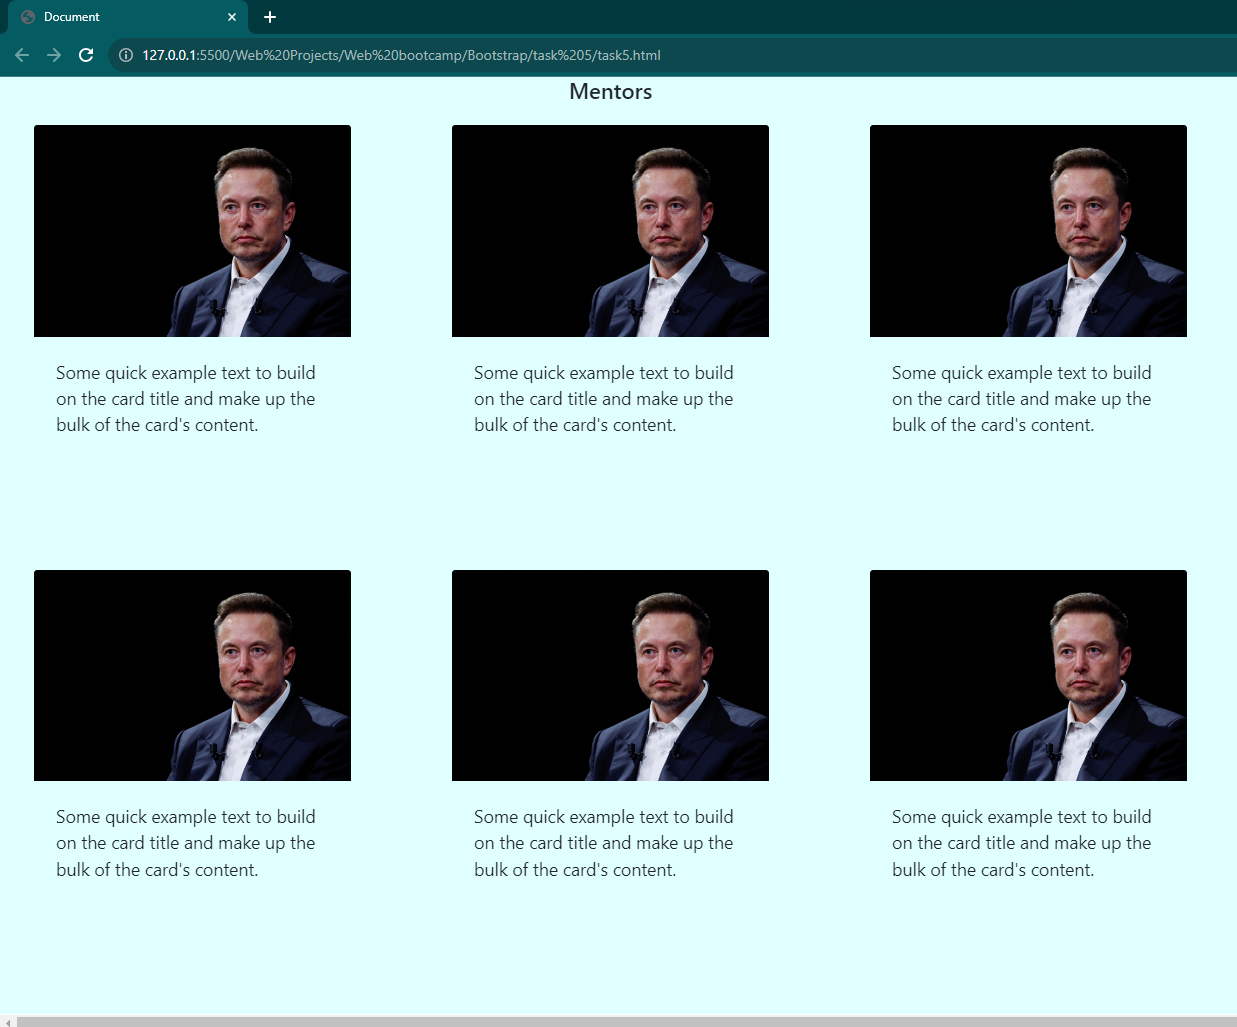 Document
127.0.0.1:5500/Web%20Projects/Web%20bootcamp/Bootstrap/task%205/task5.html
Mentors
Some quick example text to build
on the card title and make up the
bulk of the card's content.
Some quick example text to build
on the card title and make up the
bulk of the card's content.
Some quick example text to build
on the card title and make up the
bulk of the card's content.
Some quick example text to build
on the card title and make up the
bulk of the card's content.
Some quick example text to build
on the card title and make up the
bulk of the card's content.
Some quick example text to build
on the card title and make up the
bulk of the card's content.